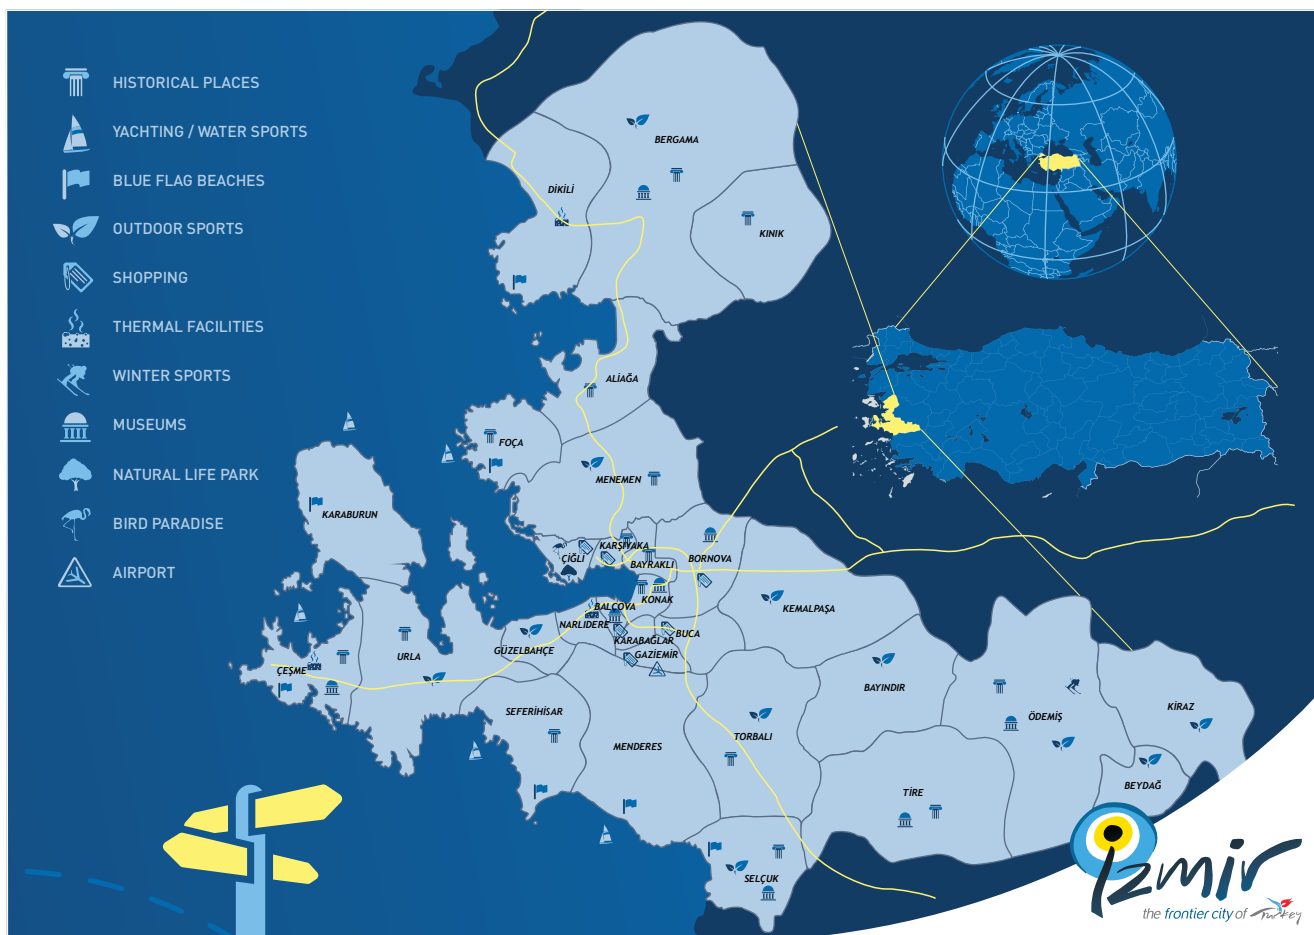 HISTORICAL PLACES
YACHTING / WATER SPORTS
BLUE FLAG BEACHES
OUTDOOR SPORTS
SHOPPING
THERMAL FACILITIES
WINTER SPORTS
MUSEUMS
NATURAL LIFE PARK
BIRD PARADISE
AIRPORT
BERGAMA
DİKİLİ
KINIK
ALİAĞA
FOÇA
MENEMEN
KARABURUN
KARŞIYAKA
ÇİĞLİ
BAYRAKLI
BORNOVA
KONAK
BALÇOVA
NARLIDERE
KEMALPAŞA
BUCA
KARABAĞLAR
GÜZELBAHÇE
GAZİEMİR
URLA
ÇEŞME
BAYINDIR
SEFERİHİSAR
ÖDEMİŞ
KİRAZ
TORBALI
MENDERES
BEYDAĞ
TİRE
SELÇUK
izmir
the frontier city of Turkey